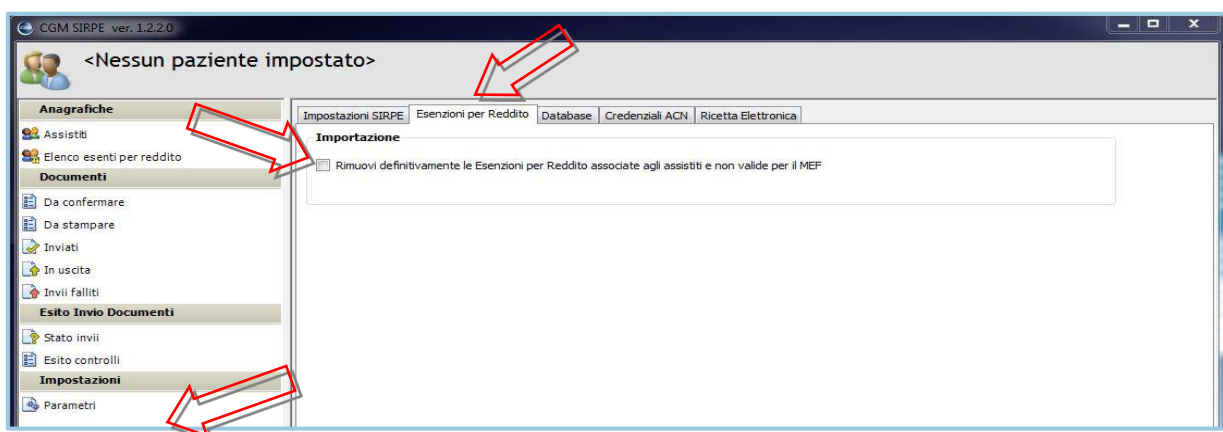 CGM SIRPE ver. 1.2.2.0
<Nessun paziente impostato>
Anagrafiche
Assistiti
Elenco esenti per reddito
Documenti
Da confermare
Da stampare
Inviati
In uscita
Invii falliti
Esito Invio Documenti
Stato invii
Esito controlli
Impostazioni
Parametri
Impostazioni SIRPE Esenzioni per Reddito Database Credenziali ACN Ricetta Elettronica
Importazione
Rimuovi definitivamente le Esenzioni per Reddito associate agli assistiti e non valide per il MEF